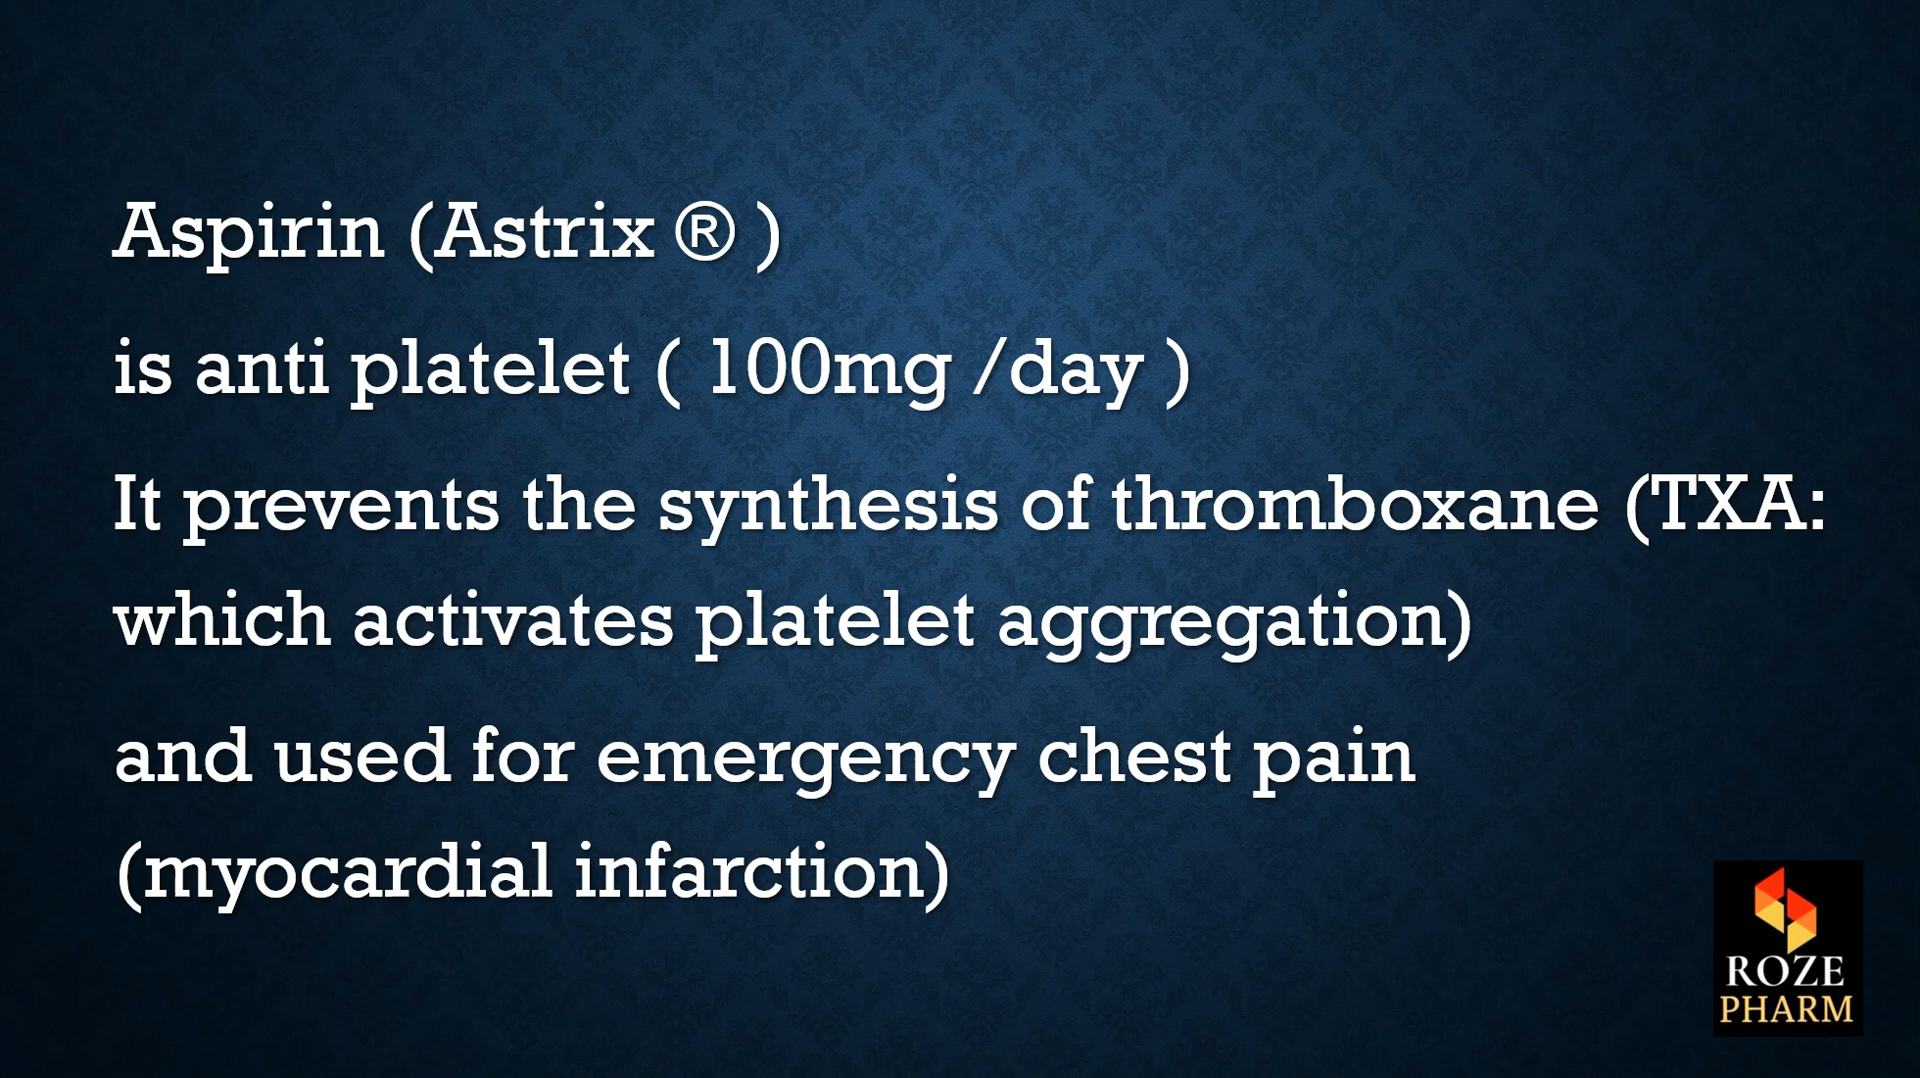 Aspirin (Astrix ® )
is anti platelet ( 100mg /day )
It prevents the synthesis of thromboxane (TXA:
which activates platelet aggregation)
and used for emergency chest pain
(myocardial infarction)
ROZE
PHARM